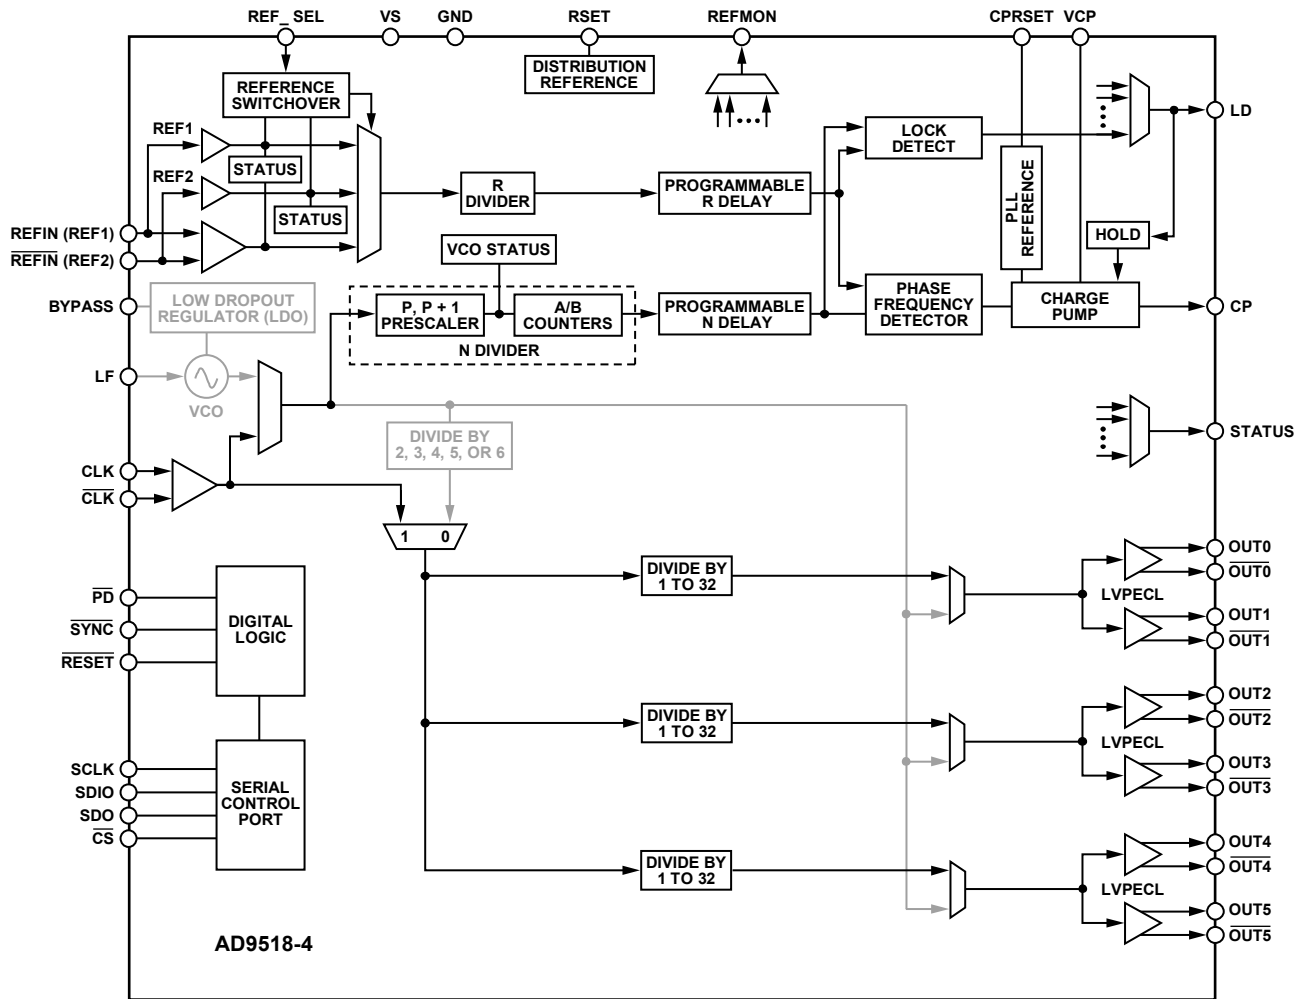 REF_ SEL
VS
GND
RSET
REFMON
CPRSET
VCP
DISTRIBUTION
REFERENCE
REFERENCE
SWITCHOVER
REF1
STATUS
REF2
STATUS
R
DIVIDER
PROGRAMMABLE
R DELAY
LOCK
DETECT
LD
PLL
REFERENCE
HOLD
REFIN (REF1)
REFIN (REF2)
VCO STATUS
BYPASS
LOW DROPOUT
REGULATOR (LDO)
P, P + 1
PRESCALER
A/B
COUNTERS
N DIVIDER
PROGRAMMABLE
N DELAY
PHASE
FREQUENCY
DETECTOR
CHARGE
PUMP
CP
LF
VCO
DIVIDE BY
2, 3, 4, 5, OR 6
STATUS
CLK
CLK
1
0
PD
SYNC
RESET
DIGITAL
LOGIC
DIVIDE BY
1 TO 32
LVPECL
OUT0
OUT0
OUT1
OUT1
DIVIDE BY
1 TO 32
LVPECL
OUT2
OUT2
OUT3
OUT3
SCLK
SDIO
SDO
CS
SERIAL
CONTROL
PORT
DIVIDE BY
1 TO 32
LVPECL
OUT4
OUT4
OUT5
OUT5
AD9518-4